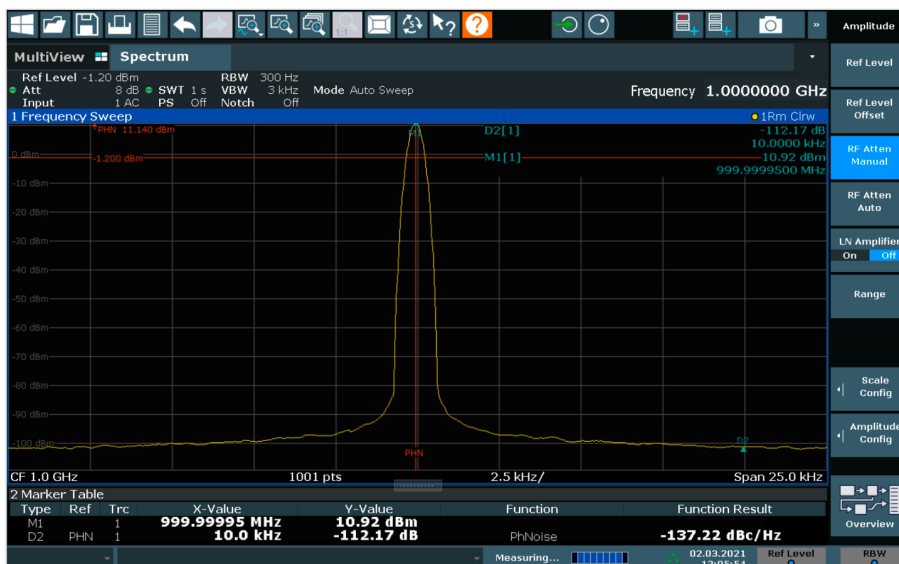 1:1
Amplitude
MultiView Spectrum
Ref Level -1.20 dBm RBW 300 Hz
Att 8 dB SWT 1 s VBW 3 kHz Mode Auto Sweep Frequency 1.0000000 GHz
Input 1 AC PS Off Notch Off
1 Frequency Sweep 1Rm Clrw
PHN 11.140 dBm D2[1] -112.17 dB
10.0000 kHz
0 dBm -1.200 dBm M1[1] -10.92 dBm
999.9999500 MHz
-10 dBm
-20 dBm
-30 dBm
-40 dBm
-50 dBm
-60 dBm
-70 dBm
-80 dBm
-90 dBm
-100 dBm
D2
PHN
CF 1.0 GHz 1001 pts 2.5 kHz/ Span 25.0 kHz
2 Marker Table
Type Ref Trc X-Value Y-Value Function Function Result
M1 1 999.99995 MHz 10.92 dBm
D2 PHN 1 10.0 kHz -112.17 dB PhNoise -137.22 dBc/Hz
Measuring... 02.03.2021 Ref Level RBW
Ref Level
Ref Level
Offset
RF Atten
Manual
RF Atten
Auto
LN Amplifier
On Off
Range
Scale
Config
Amplitude
Config
Overview